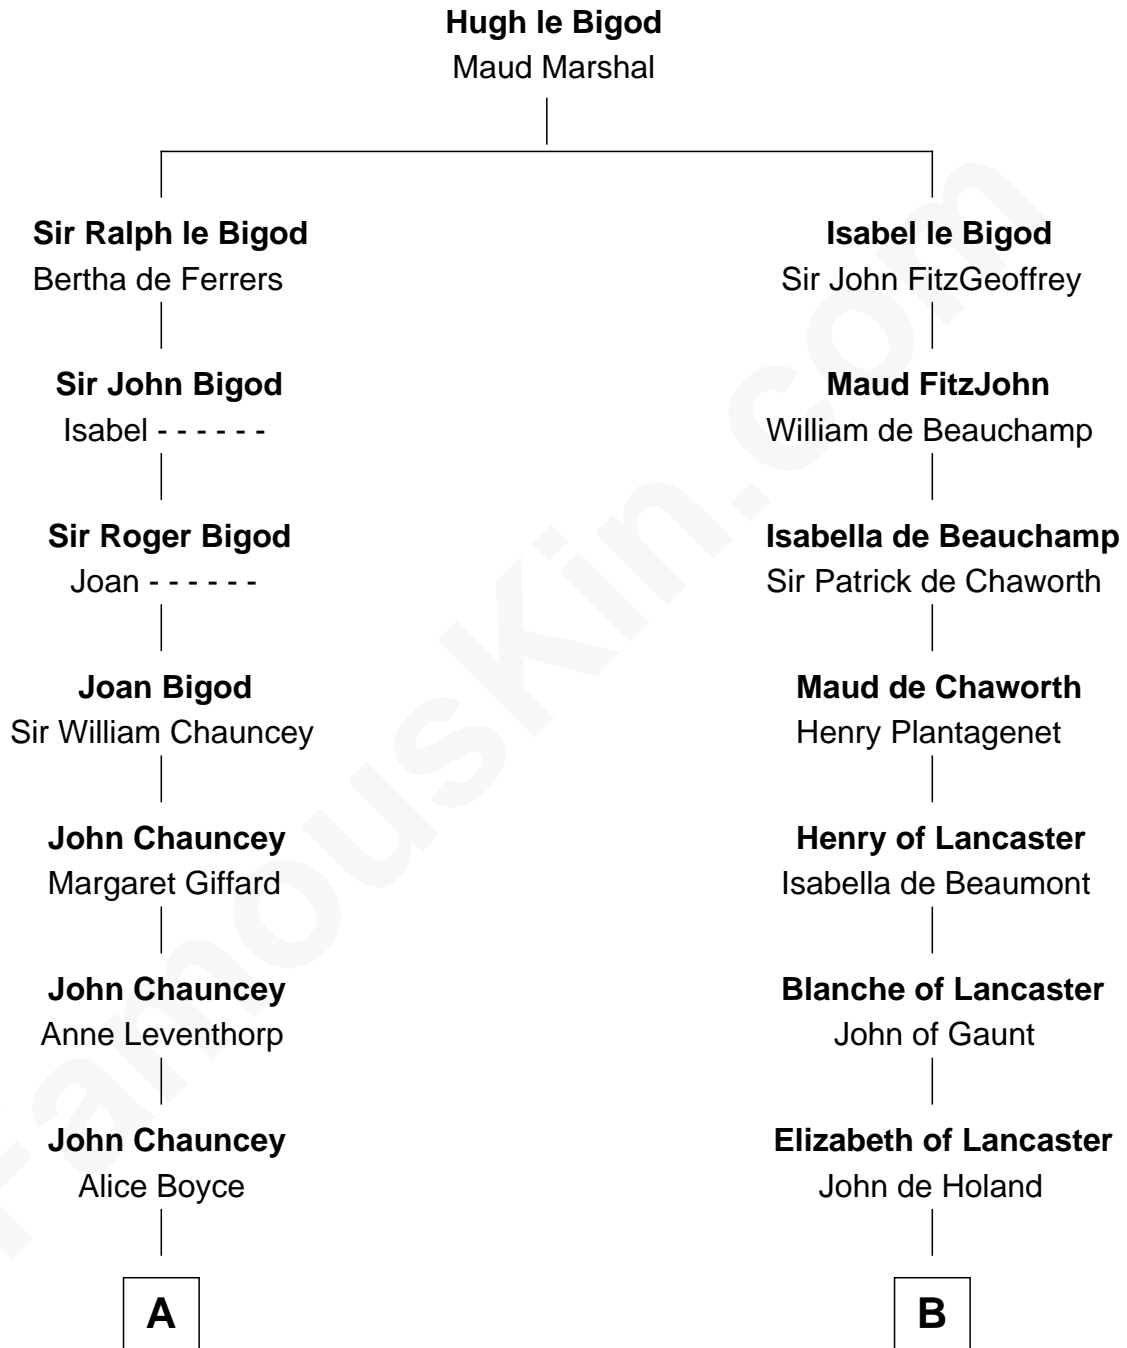 Hugh le Bigod
Maud Marshal
Sir Ralph le Bigod
Bertha de Ferrers
Isabel le Bigod
Sir John FitzGeoffrey
Sir John Bigod
Isabel - - - - - -
Maud FitzJohn
William de Beauchamp
Sir Roger Bigod
Joan - - - - - -
Isabella de Beauchamp
Sir Patrick de Chaworth
Joan Bigod
Sir William Chauncey
Maud de Chaworth
Henry Plantagenet
John Chauncey
Margaret Giffard
Henry of Lancaster
Isabella de Beaumont
John Chauncey
Anne Leventhorp
Blanche of Lancaster
John of Gaunt
John Chauncey
Alice Boyce
Elizabeth of Lancaster
John de Holand
A
B
FamousKin.com